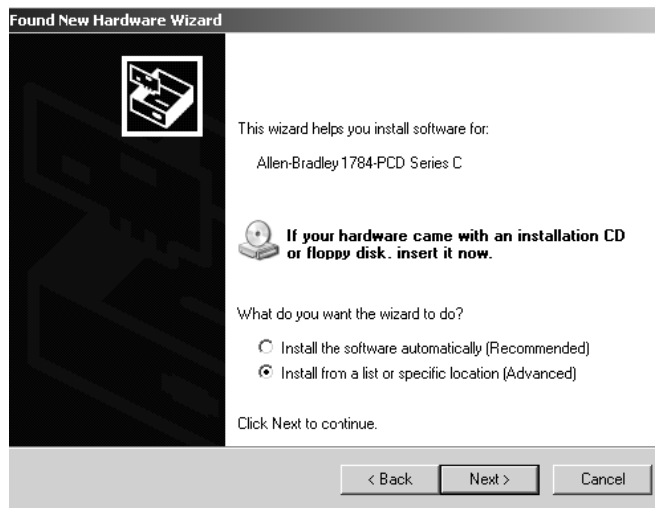 Found New Hardware Wizard
This wizard helps you install software for:
Allen-Bradley 1784-PCD Series C
If your hardware came with an installation CD
or floppy disk, insert it now.
What do you want the wizard to do?
Install the software automatically (Recommended)
Install from a list or specific location (Advanced)
Click Next to continue.
< Back
Next >
Cancel